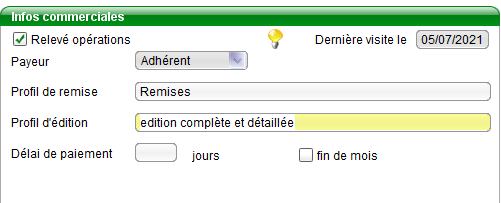 Infos commerciales
Relevé opérations Dernière visite le 05/07/2021
Payeur Adhérent
Profil de remise Remises
Profil d'édition edition complète et détaillée
Délai de paiement jours fin de mois